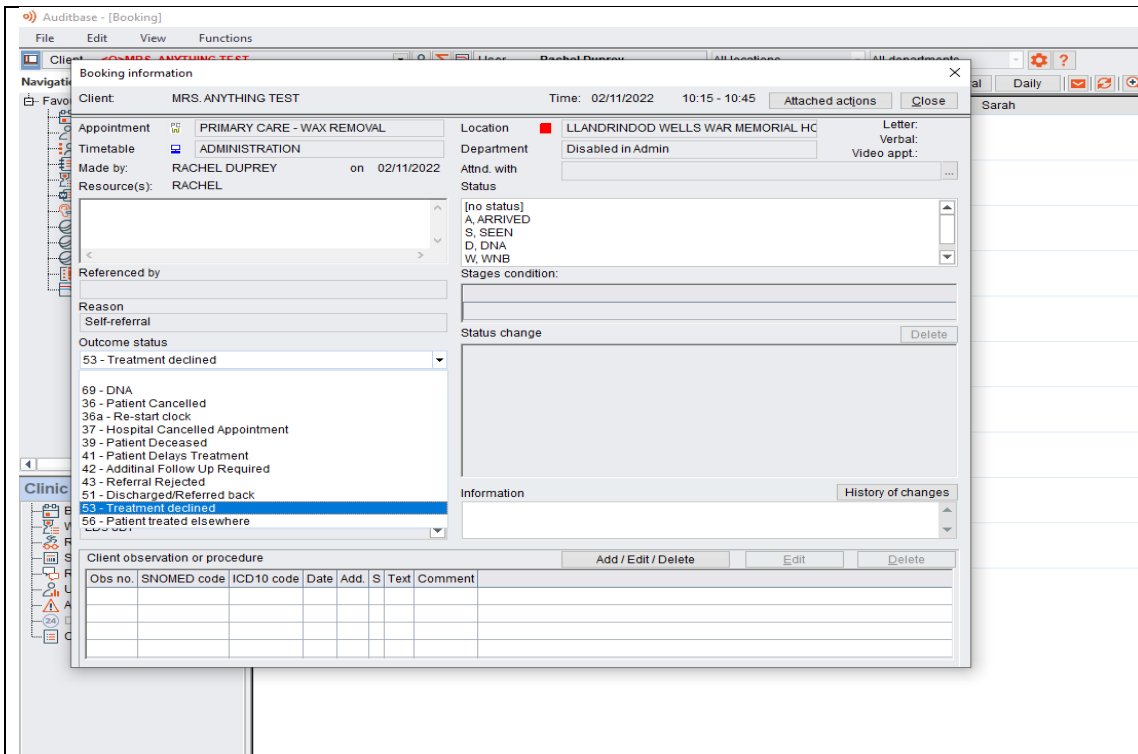 Auditbase - [Booking]
File Edit View Functions
Client <O>MRS. ANYTHING TEST User Rachel Duprey All locations All departments
Booking information
Navigati
al Daily
Favou
Sarah
Client: MRS. ANYTHING TEST Time: 02/11/2022 10:15 - 10:45 Attached actions Close
Appointment PRIMARY CARE - WAX REMOVAL
Timetable ADMINISTRATION
Made by: RACHEL DUPREY on 02/11/2022
Resource(s): RACHEL
Location LLANDRINDOD WELLS WAR MEMORIAL HO
Department Disabled in Admin
Letter:
Verbal:
Video appt.:
Attnd. with ...
Status
[no status]
A, ARRIVED
S, SEEN
D, DNA
W, WNB
Referenced by
Stages condition:
Reason
Self-referral
Status change Delete
Outcome status
53 - Treatment declined
69 - DNA
36 - Patient Cancelled
36a - Re-start clock
37 - Hospital Cancelled Appointment
39 - Patient Deceased
41 - Patient Delays Treatment
42 - Additinal Follow Up Required
43 - Referral Rejected
51 - Discharged/Referred back
53 - Treatment declined
56 - Patient treated elsewhere
Information History of changes
Clinic
Client observation or procedure Add / Edit / Delete Edit Delete
Obs no. SNOMED code ICD10 code Date Add. S Text Comment
24